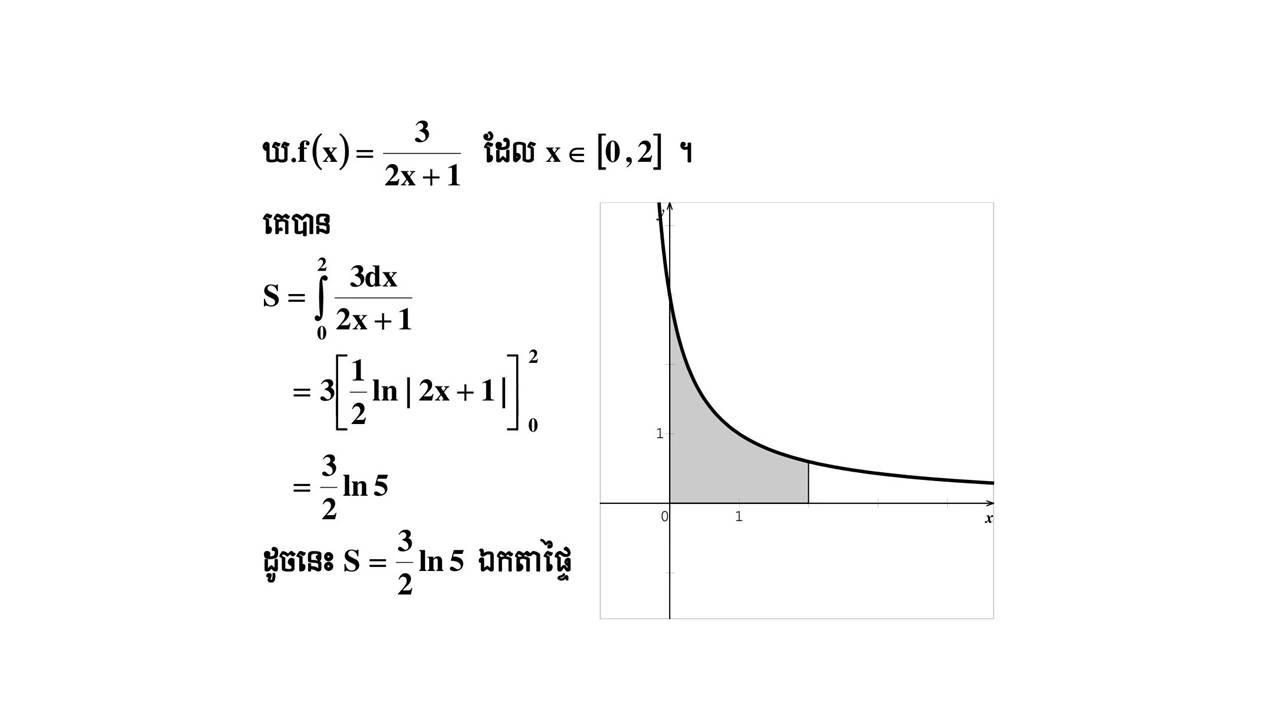 ឃ.f(x) = 3/(2x + 1) ដែល x ∈ [0 , 2] ។
គេបាន
S = ∫₀² 3dx/(2x + 1)
= 3[1/2 ln | 2x + 1 |]₀²
= 3/2 ln 5
ដូចនេះ S = 3/2 ln 5 ឯកតាផ្ទៃ
y
1
0 1 x